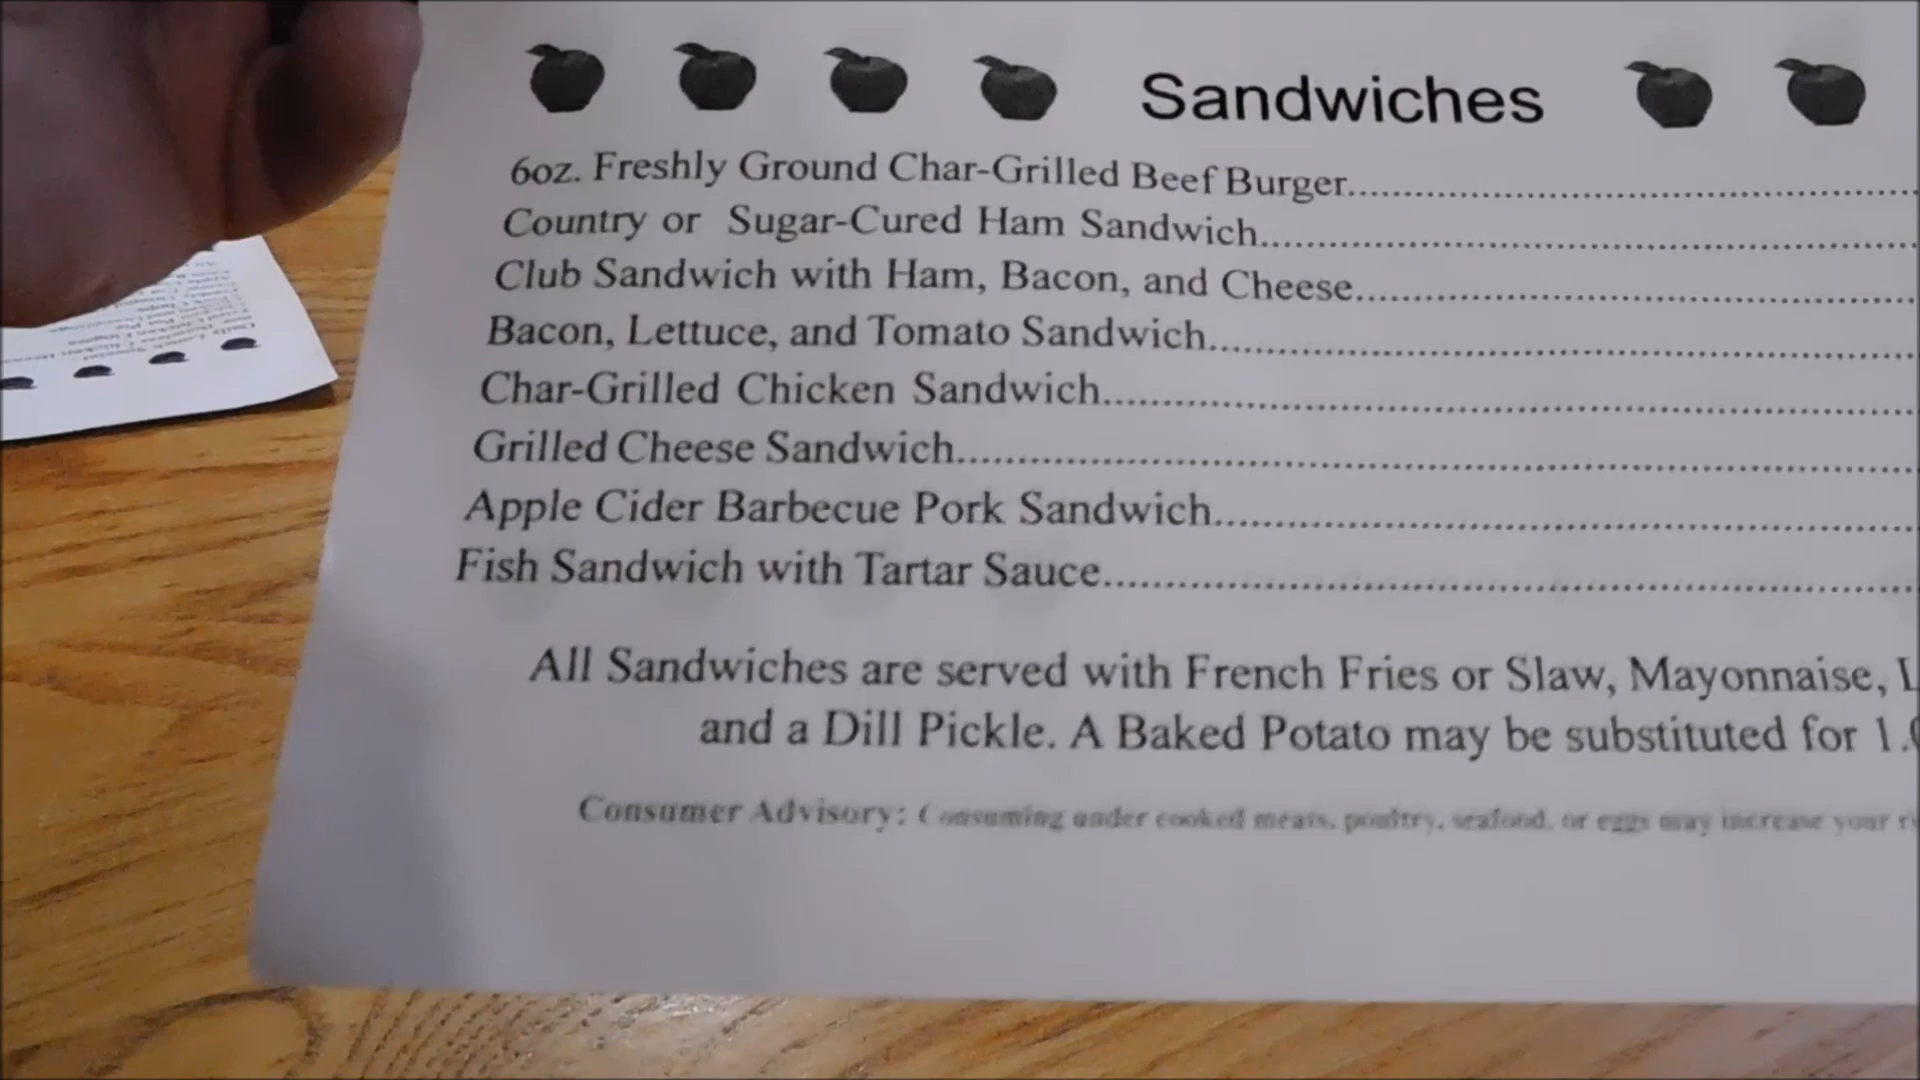 Sandwiches
6oz. Freshly Ground Char-Grilled Beef Burger
Country or Sugar-Cured Ham Sandwich
Club Sandwich with Ham, Bacon, and Cheese
Bacon, Lettuce, and Tomato Sandwich
Char-Grilled Chicken Sandwich
Grilled Cheese Sandwich
Apple Cider Barbecue Pork Sandwich
Fish Sandwich with Tartar Sauce
All Sandwiches are served with French Fries or Slaw, Mayonnaise,
and a Dill Pickle. A Baked Potato may be substituted for
Consumer Advisory: Consuming under cooked meats, poultry, seafood, or eggs may increase your